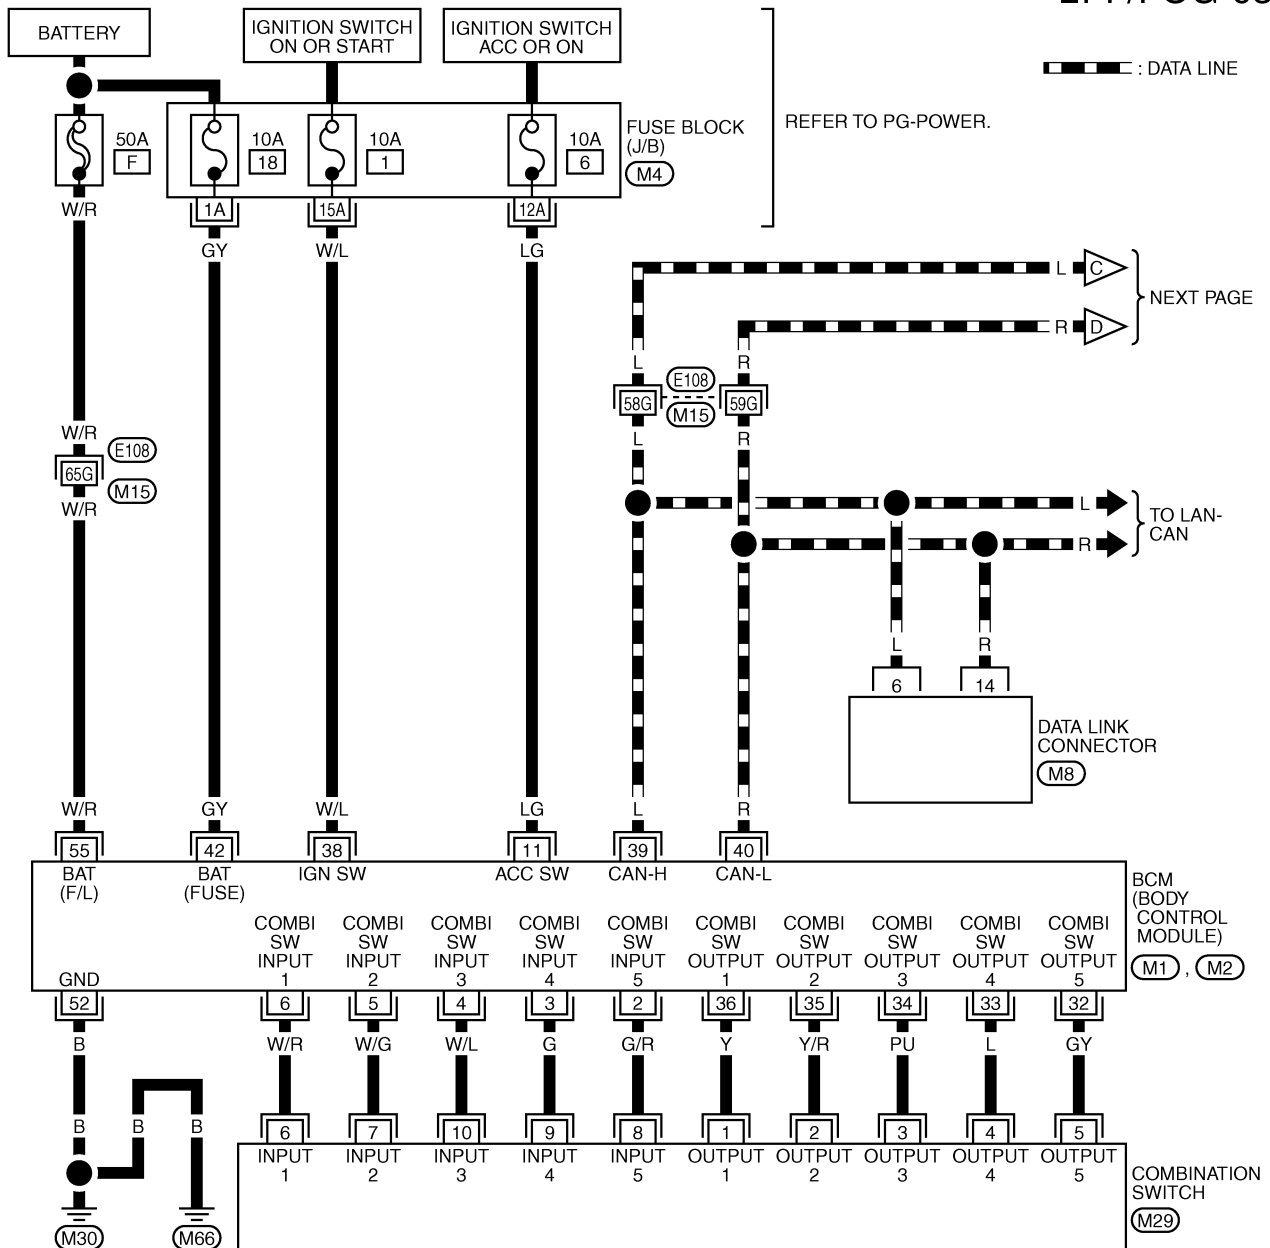 BATTERY
IGNITION SWITCH
ON OR START
IGNITION SWITCH
ACC OR ON
: DATA LINE
50A
F
10A
18
10A
1
10A
6
FUSE BLOCK
(J/B)
M4
REFER TO PG-POWER.
W/R
1A
15A
12A
GY
W/L
LG
L
C
NEXT PAGE
R
D
L
R
E108
58G
59G
M15
W/R
L
R
E108
65G
M15
W/R
L
TO LAN-
CAN
R
L
R
6
14
DATA LINK
CONNECTOR
M8
W/R
GY
W/L
LG
L
R
55
42
38
11
39
40
BAT
(F/L)
BAT
(FUSE)
IGN SW
ACC SW
CAN-H
CAN-L
BCM
(BODY
CONTROL
MODULE)
M1 , M2
COMBI
SW
INPUT
1
COMBI
SW
INPUT
2
COMBI
SW
INPUT
3
COMBI
SW
INPUT
4
COMBI
SW
INPUT
5
COMBI
SW
OUTPUT
1
COMBI
SW
OUTPUT
2
COMBI
SW
OUTPUT
3
COMBI
SW
OUTPUT
4
COMBI
SW
OUTPUT
5
GND
52
6
5
4
3
2
36
35
34
33
32
B
W/R
W/G
W/L
G
G/R
Y
Y/R
PU
L
GY
B
B
B
6
7
10
9
8
1
2
3
4
5
INPUT
1
INPUT
2
INPUT
3
INPUT
4
INPUT
5
OUTPUT
1
OUTPUT
2
OUTPUT
3
OUTPUT
4
OUTPUT
5
COMBINATION
SWITCH
M29
M30
M66